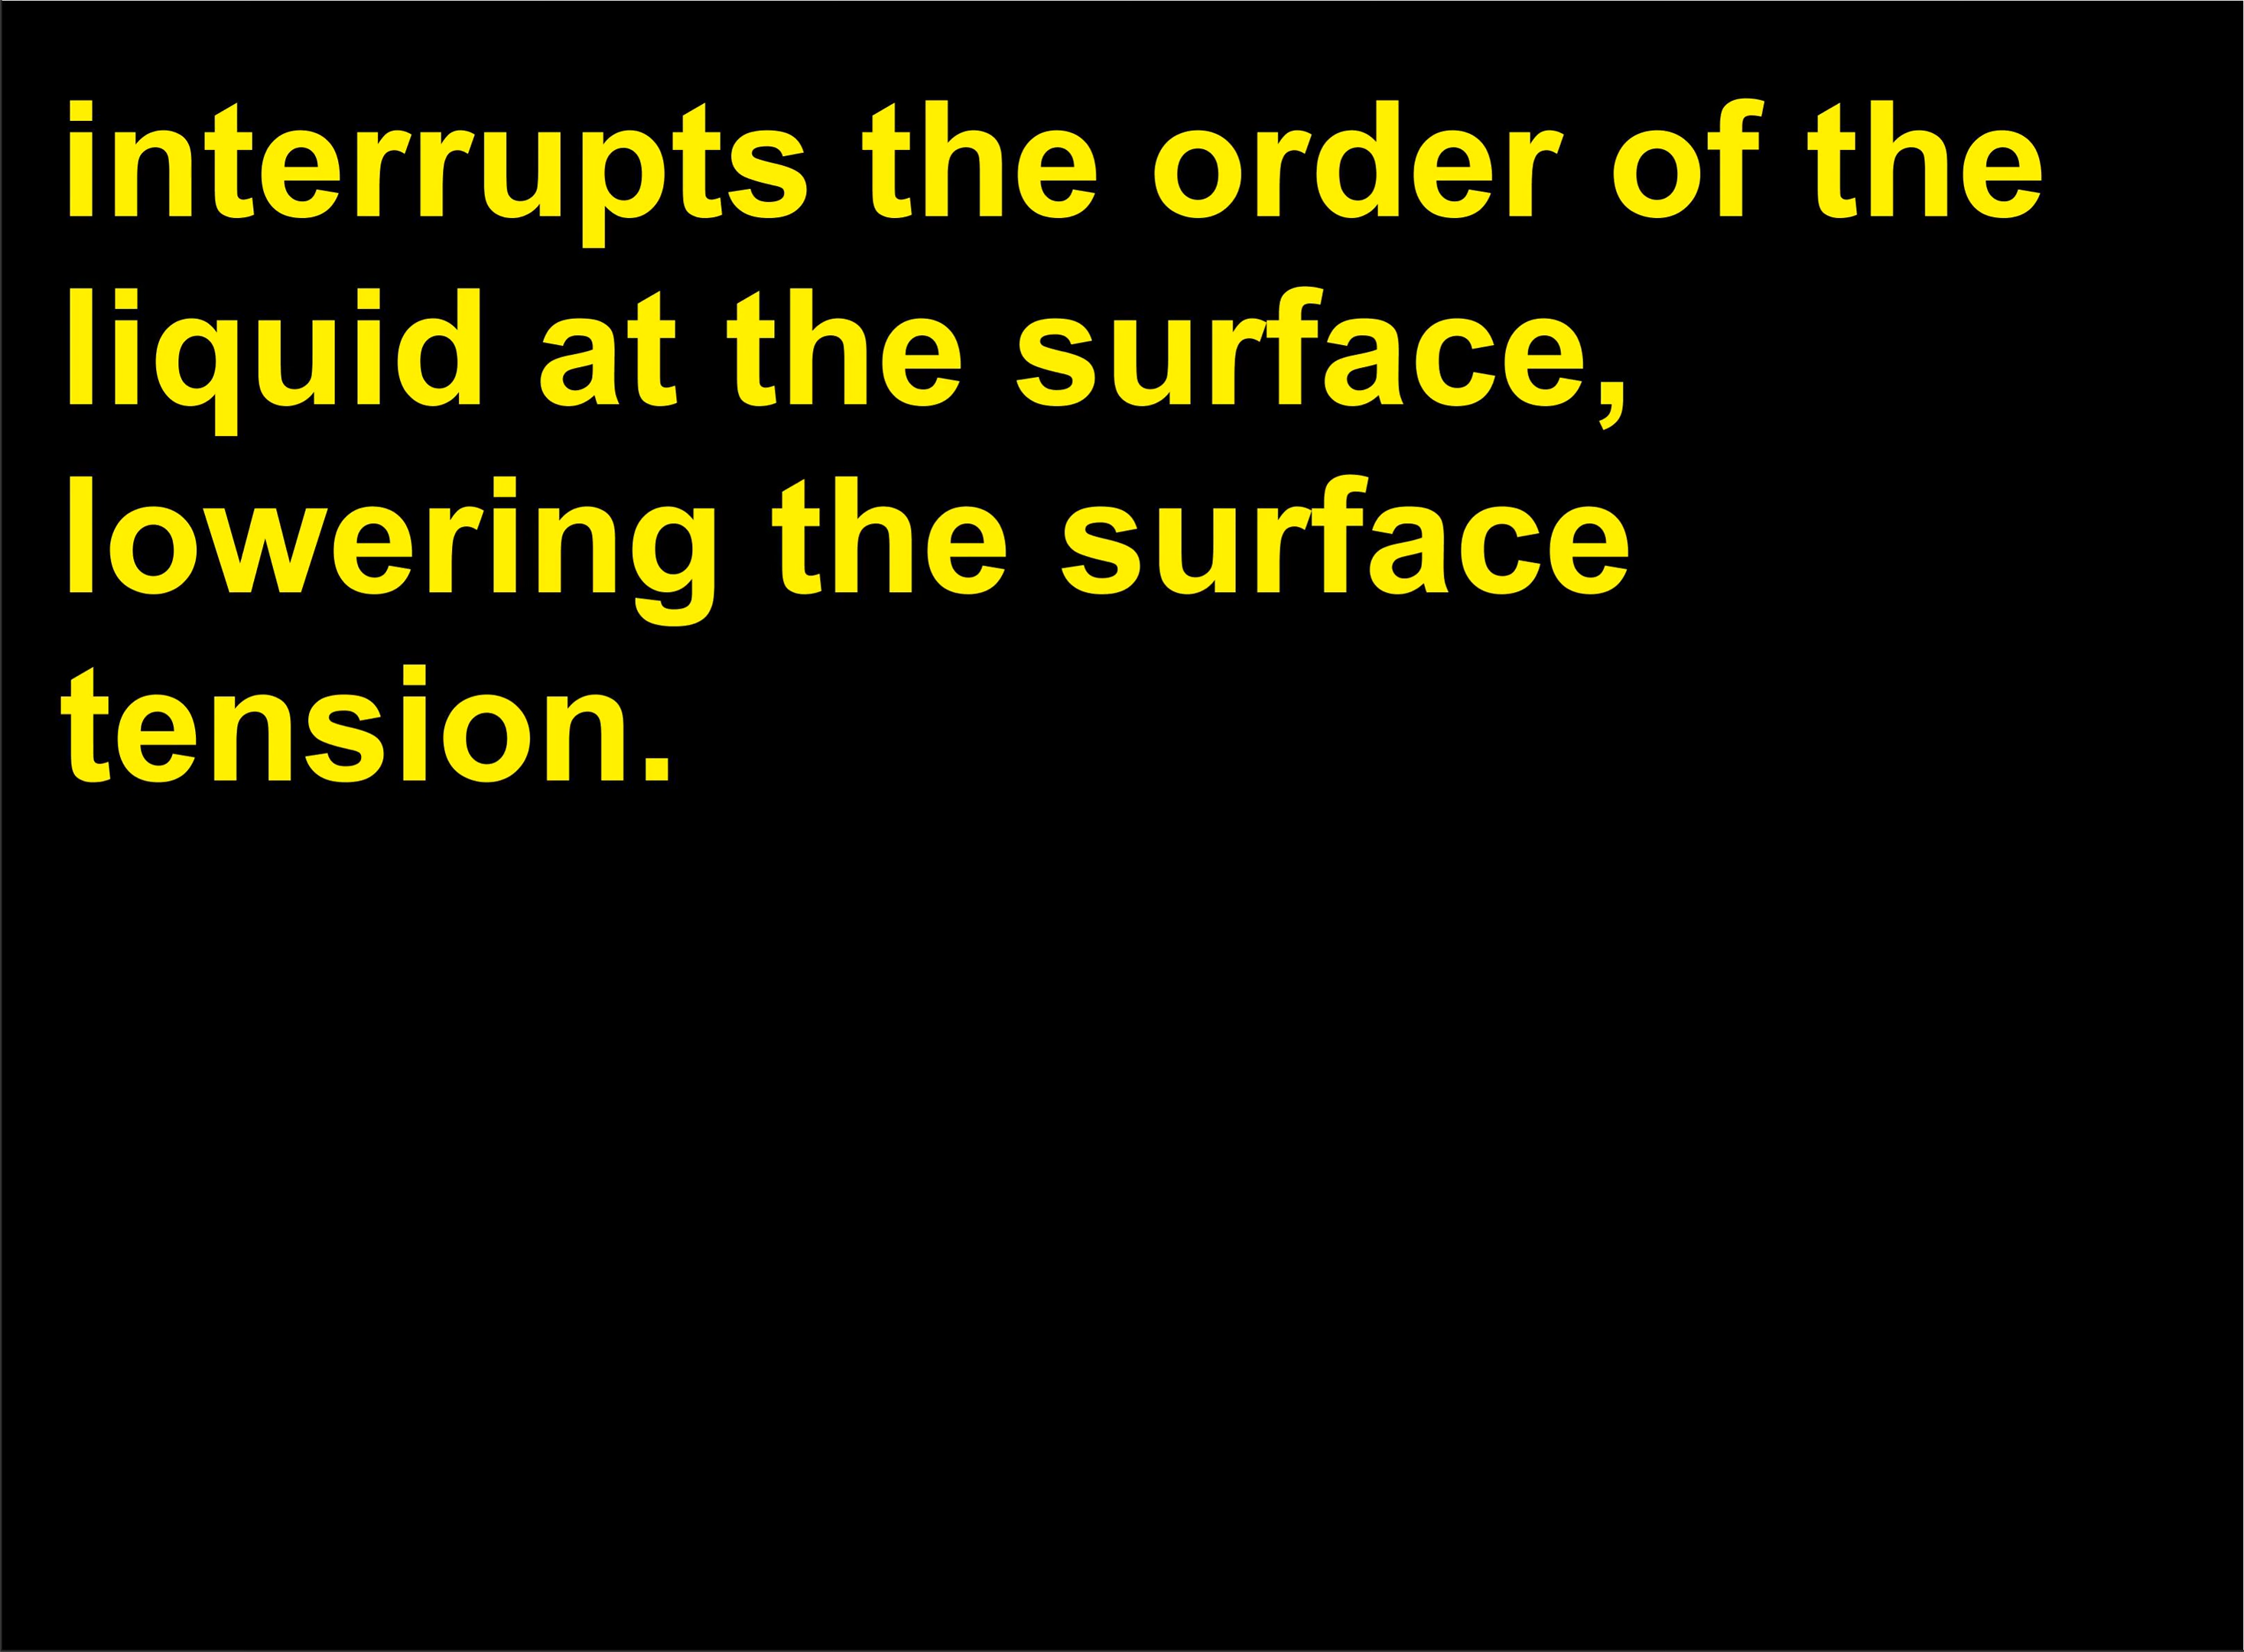 interrupts the order of the
liquid at the surface,
lowering the surface
tension.